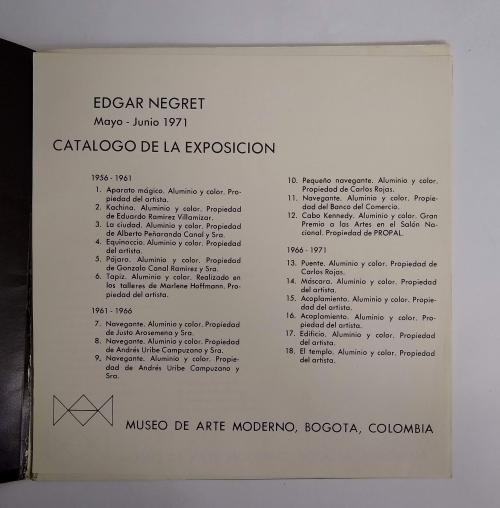 EDGAR NEGRET
Mayo - Junio 1971
CATALOGO DE LA EXPOSICION
1956 - 1961
1. Aparato mágico. Aluminio y color. Pro-
piedad del artista.
2. Kachina. Aluminio y color. Propiedad
de Eduardo Ramírez Villamizar.
3. La ciudad. Aluminio y color. Propiedad
de Alberto Peñaranda Canal y Sra.
4. Equinoccio. Aluminio y color. Propiedad
del artista.
5. Pájaro. Aluminio y color. Propiedad
de Gonzalo Canal Ramírez y Sra.
6. Tapiz. Aluminio y color. Realizado en
los talleres de Marlene Hoffmann. Pro-
piedad del artista.
1961 - 1966
7. Navegante. Aluminio y color. Propiedad
de Justo Arosemena y Sra.
8. Navegante. Aluminio y color. Propiedad
de Andrés Uribe Campuzano y Sra.
9. Navegante. Aluminio y color. Propie-
dad de Andrés Uribe Campuzano y
Sra.
10. Pequeño navegante. Aluminio y color.
Propiedad de Carlos Rojas.
11. Navegante. Aluminio y color. Propie-
dad del Banco del Comercio.
12. Cabo Kennedy. Aluminio y color. Gran
Premio a las Artes en el Salón Na-
cional. Propiedad de PROPAL.
1966 - 1971
13. Puente. Aluminio y color. Propiedad de
Carlos Rojas.
14. Máscara. Aluminio y color. Propiedad
del artista.
15. Acoplamiento. Aluminio y color. Propie-
dad del artista.
16. Acoplamiento. Aluminio y color. Pro-
piedad del artista.
17. Edificio. Aluminio y color. Propiedad
del artista.
18. El templo. Aluminio y color. Propiedad
del artista.
MUSEO DE ARTE MODERNO, BOGOTA, COLOMBIA